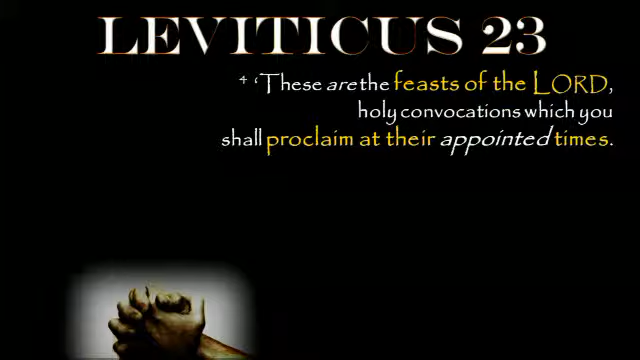 LEVITICUS 23
⁴ ‘These are the feasts of the LORD,
holy convocations which you
shall proclaim at their appointed times.